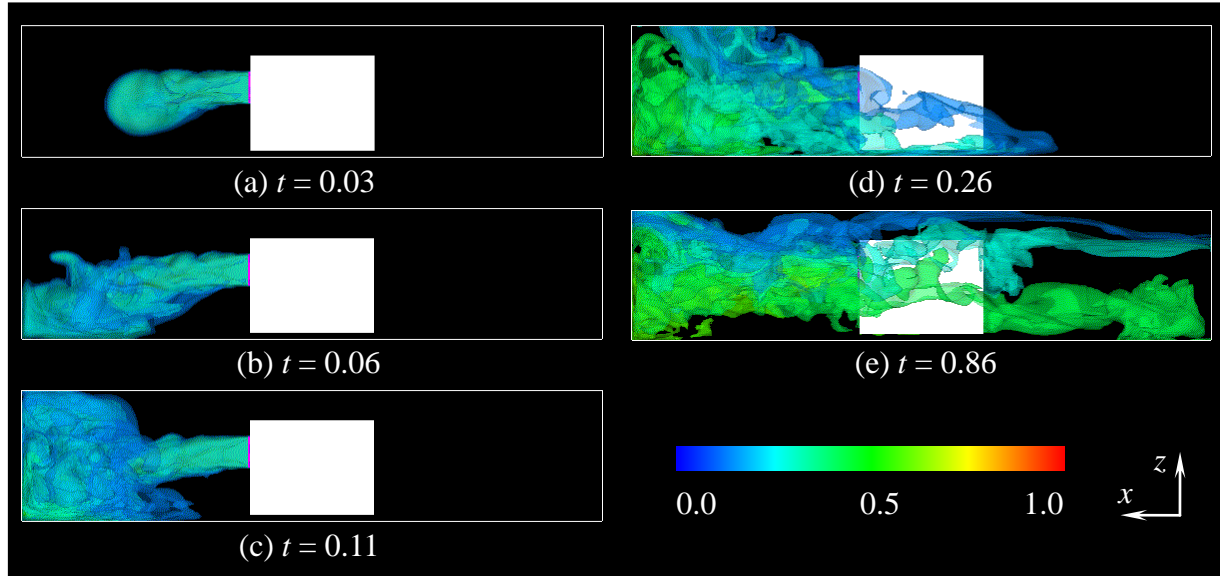 (a) t = 0.03
(b) t = 0.06
(c) t = 0.11
(d) t = 0.26
(e) t = 0.86
0.0 0.5 1.0
z
x